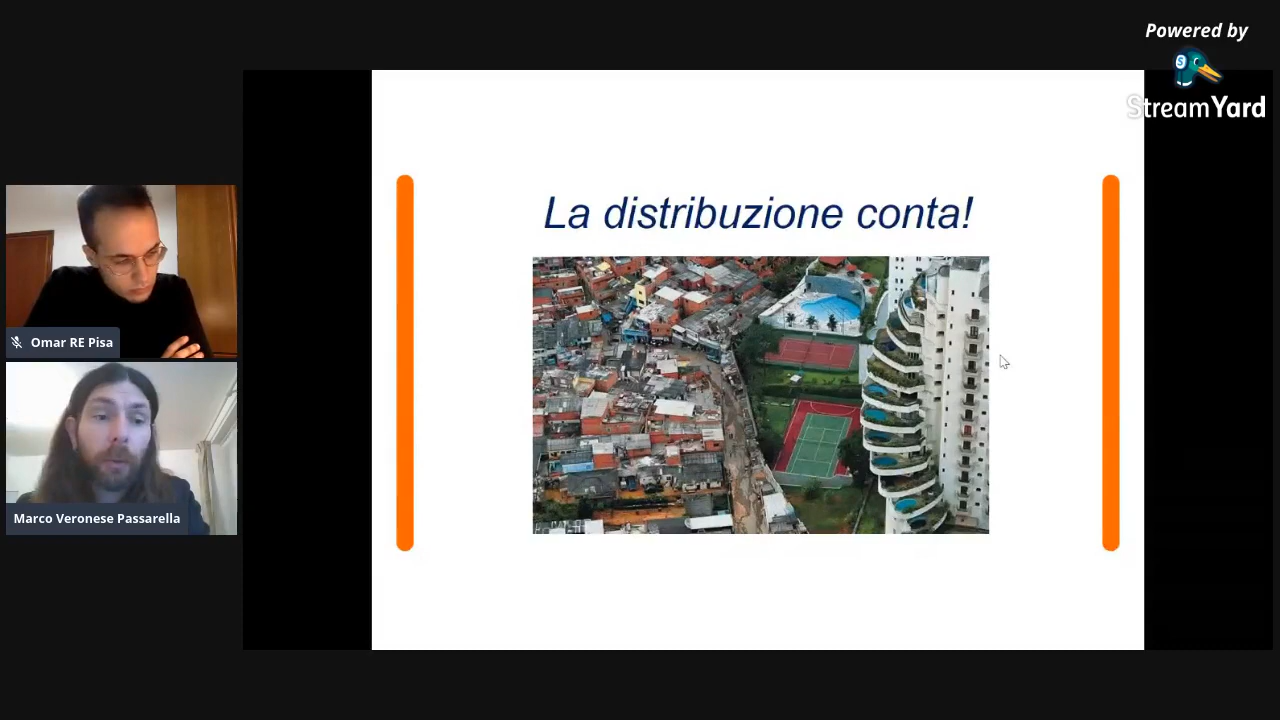 Powered by
StreamYard
La distribuzione conta!
Omar RE Pisa
Marco Veronese Passarella